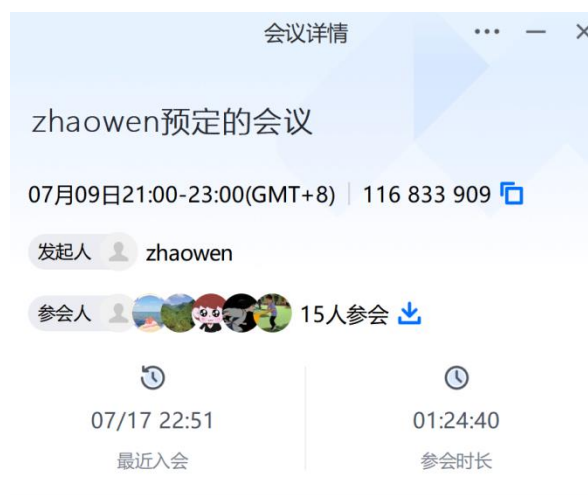 会议详情
zhaowen预定的会议
07月09日21:00-23:00(GMT+8) 116 833 909
发起人 zhaowen
参会人 15人参会
07/17 22:51 01:24:40
最近入会 参会时长